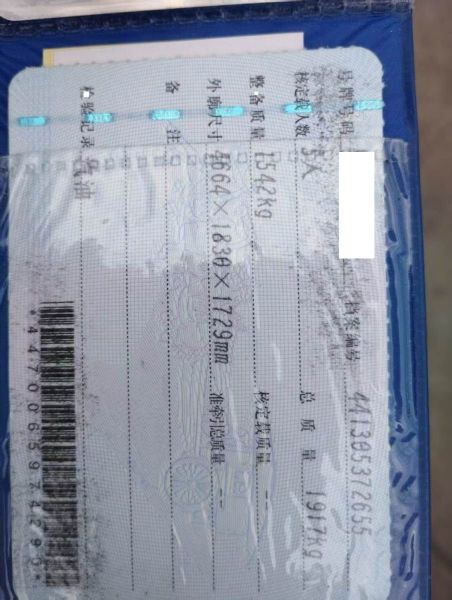 号牌号码 档案编号 441305372655
核定载人数 5人 总质量 1917kg
整备质量 1542kg 核定载质量 --
外廓尺寸 4664×1830×1729mm 准牵引总质量 --
备注
检验记录 汽油
*4470065974295*